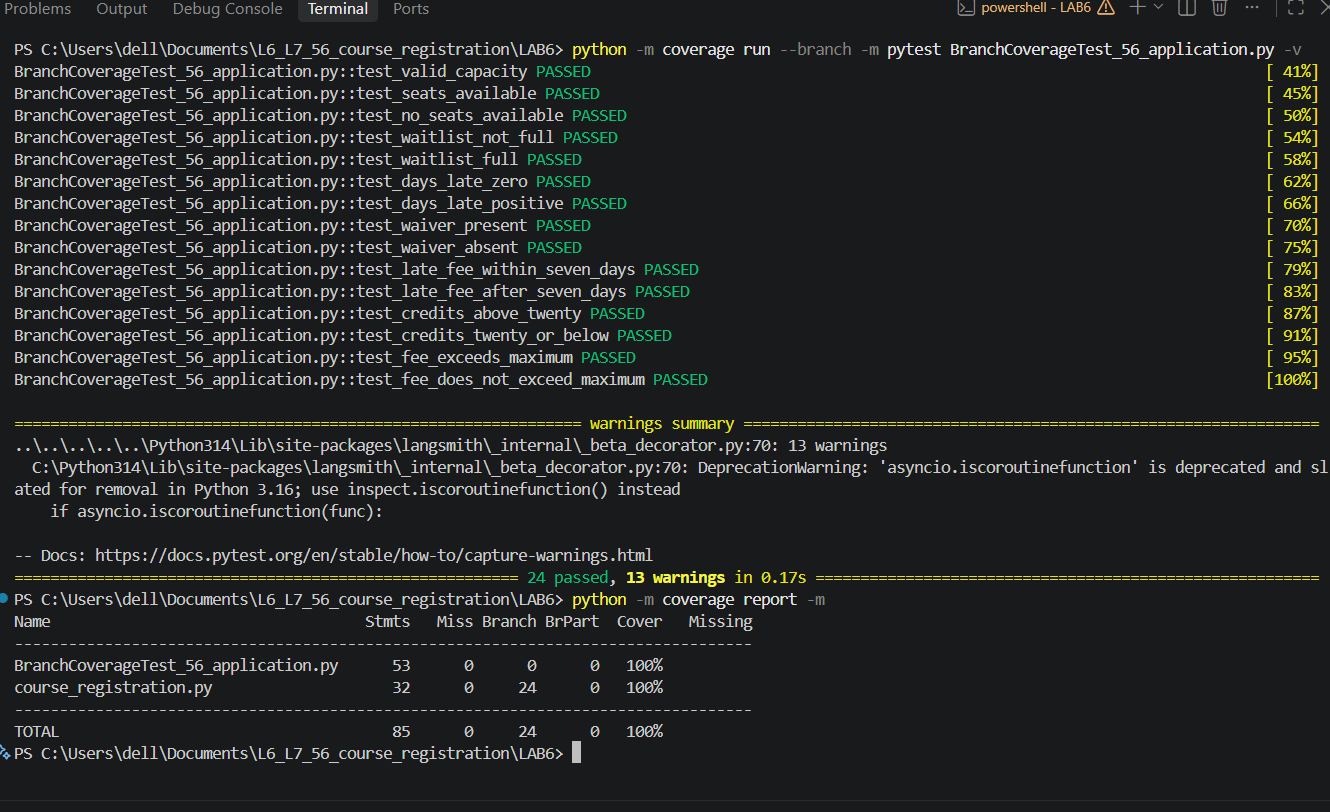 Problems Output Debug Console Terminal Ports powershell - LAB6
PS C:\Users\dell\Documents\L6_L7_56_course_registration\LAB6> python -m coverage run --branch -m pytest BranchCoverageTest_56_application.py -v
BranchCoverageTest_56_application.py::test_valid_capacity PASSED [ 41%]
BranchCoverageTest_56_application.py::test_seats_available PASSED [ 45%]
BranchCoverageTest_56_application.py::test_no_seats_available PASSED [ 50%]
BranchCoverageTest_56_application.py::test_waitlist_not_full PASSED [ 54%]
BranchCoverageTest_56_application.py::test_waitlist_full PASSED [ 58%]
BranchCoverageTest_56_application.py::test_days_late_zero PASSED [ 62%]
BranchCoverageTest_56_application.py::test_days_late_positive PASSED [ 66%]
BranchCoverageTest_56_application.py::test_waiver_present PASSED [ 70%]
BranchCoverageTest_56_application.py::test_waiver_absent PASSED [ 75%]
BranchCoverageTest_56_application.py::test_late_fee_within_seven_days PASSED [ 79%]
BranchCoverageTest_56_application.py::test_late_fee_after_seven_days PASSED [ 83%]
BranchCoverageTest_56_application.py::test_credits_above_twenty PASSED [ 87%]
BranchCoverageTest_56_application.py::test_credits_twenty_or_below PASSED [ 91%]
BranchCoverageTest_56_application.py::test_fee_exceeds_maximum PASSED [ 95%]
BranchCoverageTest_56_application.py::test_fee_does_not_exceed_maximum PASSED [100%]
=============================================================== warnings summary ================================================================
..\..\..\..\..\Python314\Lib\site-packages\langsmith\_internal\_beta_decorator.py:70: 13 warnings
C:\Python314\Lib\site-packages\langsmith\_internal\_beta_decorator.py:70: DeprecationWarning: 'asyncio.iscoroutinefunction' is deprecated and sl
ated for removal in Python 3.16; use inspect.iscoroutinefunction() instead
if asyncio.iscoroutinefunction(func):
-- Docs: https://docs.pytest.org/en/stable/how-to/capture-warnings.html
======================================================== 24 passed, 13 warnings in 0.17s ========================================================
PS C:\Users\dell\Documents\L6_L7_56_course_registration\LAB6> python -m coverage report -m
Name Stmts Miss Branch BrPart Cover Missing
----------------------------------------------------------------------------------
BranchCoverageTest_56_application.py 53 0 0 0 100%
course_registration.py 32 0 24 0 100%
----------------------------------------------------------------------------------
TOTAL 85 0 24 0 100%
PS C:\Users\dell\Documents\L6_L7_56_course_registration\LAB6>